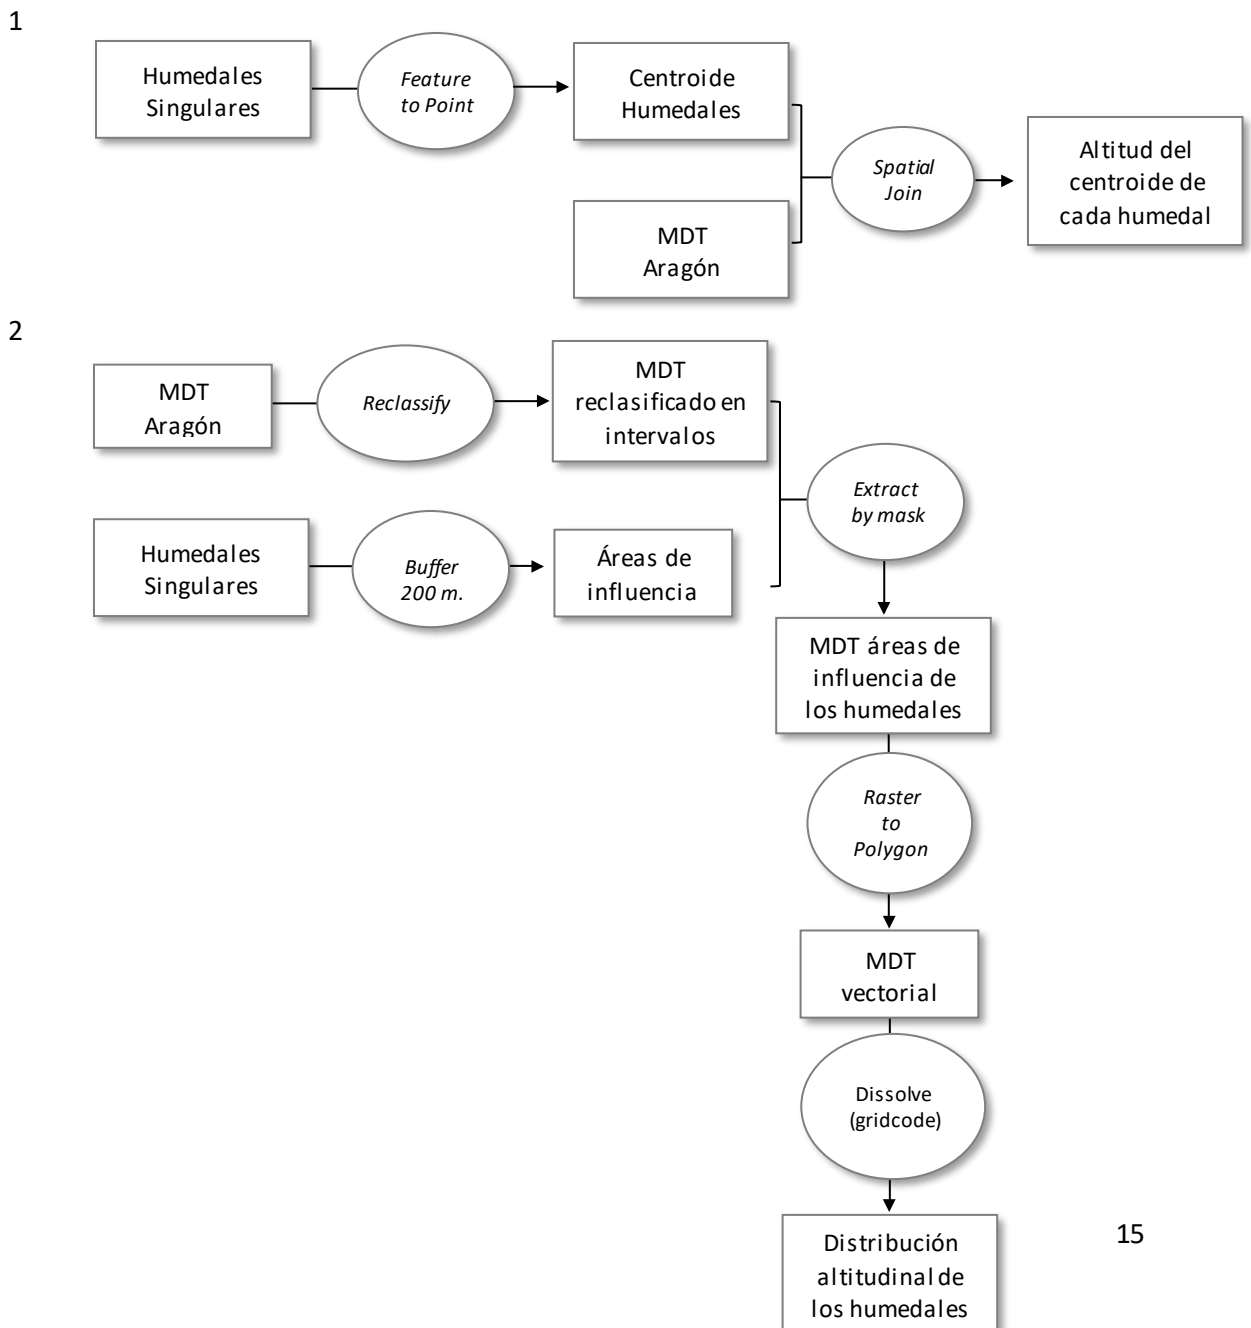 1
Humedales
Singulares
Feature
to Point
Centroide
Humedales
MDT
Aragón
Spatial
Join
Altitud del
centroide de
cada humedal
2
MDT
Aragón
Reclassify
MDT
reclasificado en
intervalos
Humedales
Singulares
Buffer
200 m.
Áreas de
influencia
Extract
by mask
MDT áreas de
influencia de
los humedales
Raster
to
Polygon
MDT
vectorial
Dissolve
(gridcode)
Distribución
altitudinal de
los humedales
15